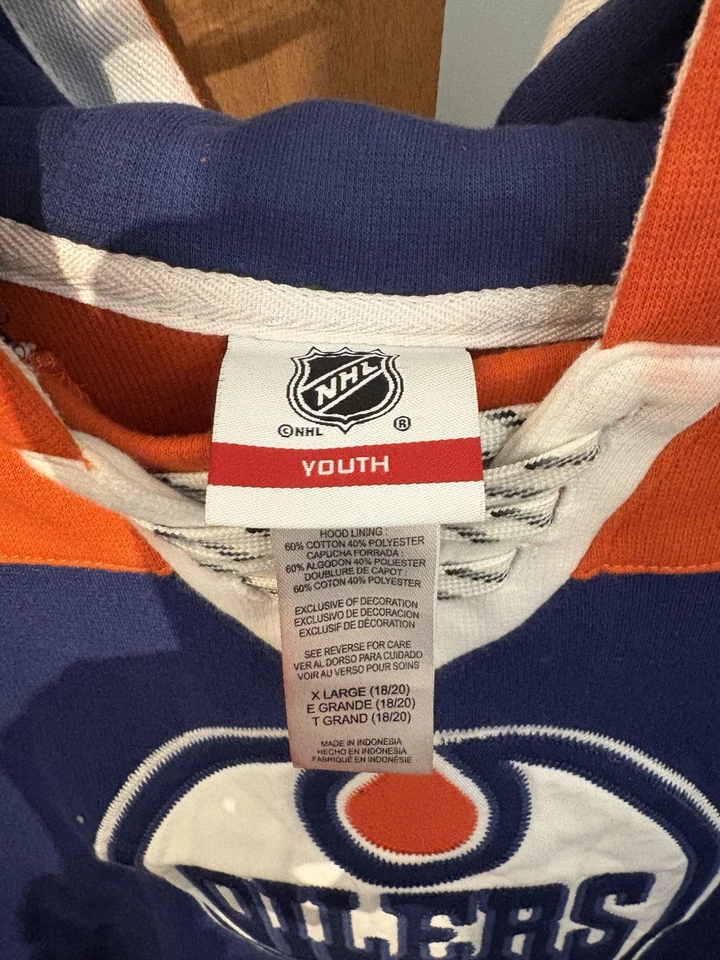 NHL
©NHL ®
YOUTH
HOOD LINING :
60% COTTON 40% POLYESTER
CAPUCHA FORRADA :
60% ALGODON 40% POLIESTER
DOUBLURE DE CAPOT :
60% COTON 40% POLYESTER
EXCLUSIVE OF DECORATION
EXCLUSIVO DE DECORACION
EXCLUSIF DE DÉCORATION
SEE REVERSE FOR CARE
VER AL DORSO PARA CUIDADO
VOIR AU VERSO POUR SOINS
X LARGE (18/20)
E GRANDE (18/20)
T GRAND (18/20)
MADE IN INDONESIA
HECHO EN INDONESIA
FABRIQUÉ EN INDONÉSIE
OILERS